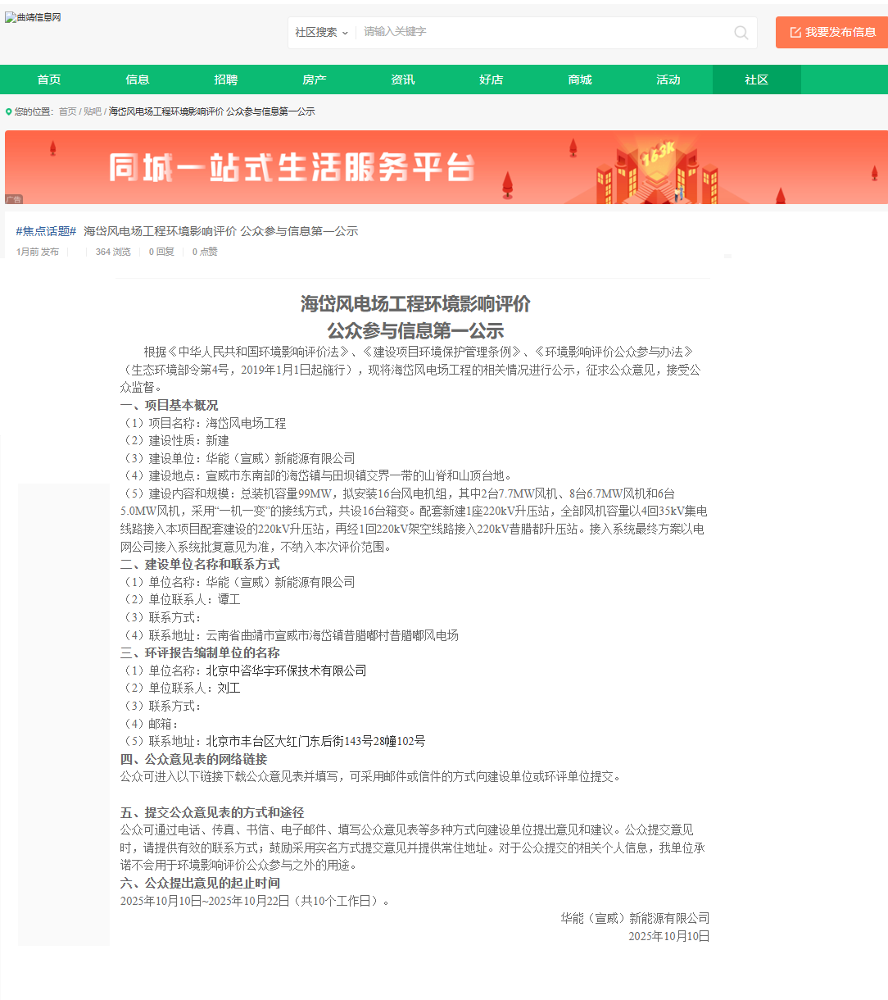 曲靖信息网
社区搜索 请输入关键字
我要发布信息
首页 信息 招聘 房产 资讯 好店 商城 活动 社区
您的位置：首页 / 贴吧 / 海岱风电场工程环境影响评价 公众参与信息第一公示
163K
同城一站式生活服务平台
广告
#焦点话题# 海岱风电场工程环境影响评价 公众参与信息第一公示
1月前 发布 364 浏览 0 回复 0 点赞
海岱风电场工程环境影响评价
公众参与信息第一公示
根据《中华人民共和国环境影响评价法》、《建设项目环境保护管理条例》、《环境影响评价公众参与办法》
（生态环境部令第4号，2019年1月1日起施行），现将海岱风电场工程的相关情况进行公示，征求公众意见，接受公
众监督。
一、项目基本概况
（1）项目名称：海岱风电场工程
（2）建设性质：新建
（3）建设单位：华能（宣威）新能源有限公司
（4）建设地点：宣威市东南部的海岱镇与田坝镇交界一带的山脊和山顶台地。
（5）建设内容和规模：总装机容量99MW，拟安装16台风电机组，其中2台7.7MW风机、8台6.7MW风机和6台
5.0MW风机，采用“一机一变”的接线方式，共设16台箱变。配套新建1座220kV升压站，全部风机容量以4回35kV集电
线路接入本项目配套建设的220kV升压站，再经1回220kV架空线路接入220kV昔腊都升压站。接入系统最终方案以电
网公司接入系统批复意见为准，不纳入本次评价范围。
二、建设单位名称和联系方式
（1）单位名称：华能（宣威）新能源有限公司
（2）单位联系人：谭工
（3）联系方式：
（4）联系地址：云南省曲靖市宣威市海岱镇昔腊嘟村昔腊嘟风电场
三、环评报告编制单位的名称
（1）单位名称：北京中咨华宇环保技术有限公司
（2）单位联系人：刘工
（3）联系方式：
（4）邮箱：
（5）联系地址：北京市丰台区大红门东后街143号28幢102号
四、公众意见表的网络链接
公众可进入以下链接下载公众意见表并填写，可采用邮件或信件的方式向建设单位或环评单位提交。
五、提交公众意见表的方式和途径
公众可通过电话、传真、书信、电子邮件、填写公众意见表等多种方式向建设单位提出意见和建议。公众提交意见
时，请提供有效的联系方式；鼓励采用实名方式提交意见并提供常住地址。对于公众提交的相关个人信息，我单位承
诺不会用于环境影响评价公众参与之外的用途。
六、公众提出意见的起止时间
2025年10月10日~2025年10月22日（共10个工作日）。
华能（宣威）新能源有限公司
2025年10月10日